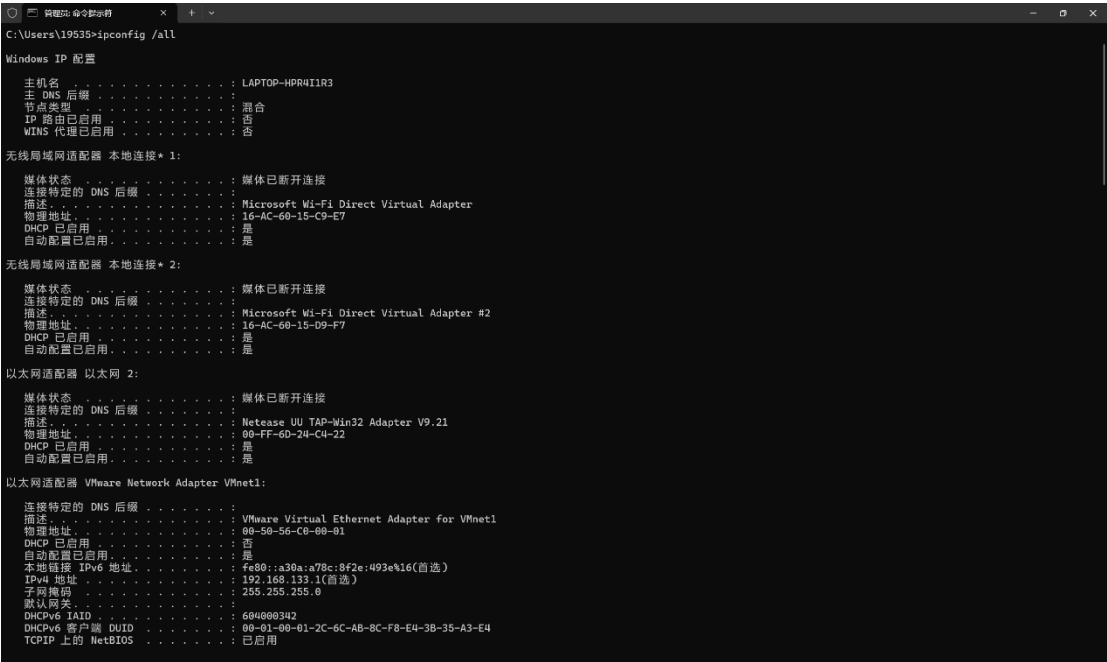 管理员: 命令提示符
C:\Users\19535>ipconfig /all
Windows IP 配置
主机名 . . . . . . . . . . . . . : LAPTOP-HPR4I1R3
主 DNS 后缀 . . . . . . . . . . . :
节点类型 . . . . . . . . . . . . : 混合
IP 路由已启用 . . . . . . . . . . : 否
WINS 代理已启用 . . . . . . . . . : 否
无线局域网适配器 本地连接* 1:
媒体状态 . . . . . . . . . . . . : 媒体已断开连接
连接特定的 DNS 后缀 . . . . . . . :
描述. . . . . . . . . . . . . . . : Microsoft Wi-Fi Direct Virtual Adapter
物理地址. . . . . . . . . . . . . : 16-AC-60-15-C9-E7
DHCP 已启用 . . . . . . . . . . . : 是
自动配置已启用. . . . . . . . . . : 是
无线局域网适配器 本地连接* 2:
媒体状态 . . . . . . . . . . . . : 媒体已断开连接
连接特定的 DNS 后缀 . . . . . . . :
描述. . . . . . . . . . . . . . . : Microsoft Wi-Fi Direct Virtual Adapter #2
物理地址. . . . . . . . . . . . . : 16-AC-60-15-D9-F7
DHCP 已启用 . . . . . . . . . . . : 是
自动配置已启用. . . . . . . . . . : 是
以太网适配器 以太网 2:
媒体状态 . . . . . . . . . . . . : 媒体已断开连接
连接特定的 DNS 后缀 . . . . . . . :
描述. . . . . . . . . . . . . . . : Netease UU TAP-Win32 Adapter V9.21
物理地址. . . . . . . . . . . . . : 00-FF-6D-24-C4-22
DHCP 已启用 . . . . . . . . . . . : 是
自动配置已启用. . . . . . . . . . : 是
以太网适配器 VMware Network Adapter VMnet1:
连接特定的 DNS 后缀 . . . . . . . :
描述. . . . . . . . . . . . . . . : VMware Virtual Ethernet Adapter for VMnet1
物理地址. . . . . . . . . . . . . : 00-50-56-C0-00-01
DHCP 已启用 . . . . . . . . . . . : 否
自动配置已启用. . . . . . . . . . : 是
本地链接 IPv6 地址. . . . . . . . : fe80::a30a:a78c:8f2e:493e%16(首选)
IPv4 地址 . . . . . . . . . . . . : 192.168.133.1(首选)
子网掩码 . . . . . . . . . . . . : 255.255.255.0
默认网关. . . . . . . . . . . . . :
DHCPv6 IAID . . . . . . . . . . . : 604000342
DHCPv6 客户端 DUID . . . . . . . : 00-01-00-01-2C-6C-AB-8C-F8-E4-3B-35-A3-E4
TCPIP 上的 NetBIOS . . . . . . . : 已启用